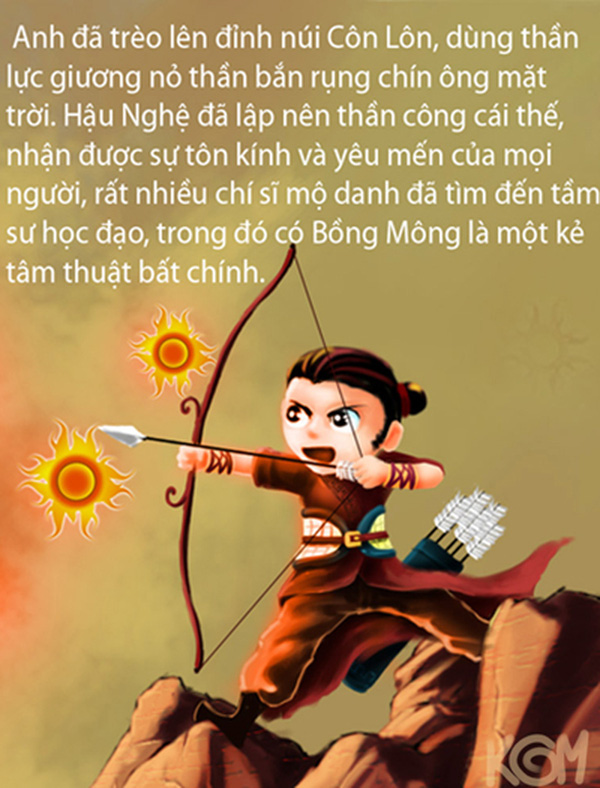 Anh đã trèo lên đỉnh núi Côn Lôn, dùng thần
lực giương nỏ thần bắn rụng chín ông mặt
trời. Hậu Nghệ đã lập nên thần công cái thế,
nhận được sự tôn kính và yêu mến của mọi
người, rất nhiều chí sĩ mộ danh đã tìm đến tầm
sư học đạo, trong đó có Bồng Mông là một kẻ
tâm thuật bất chính.
KGM